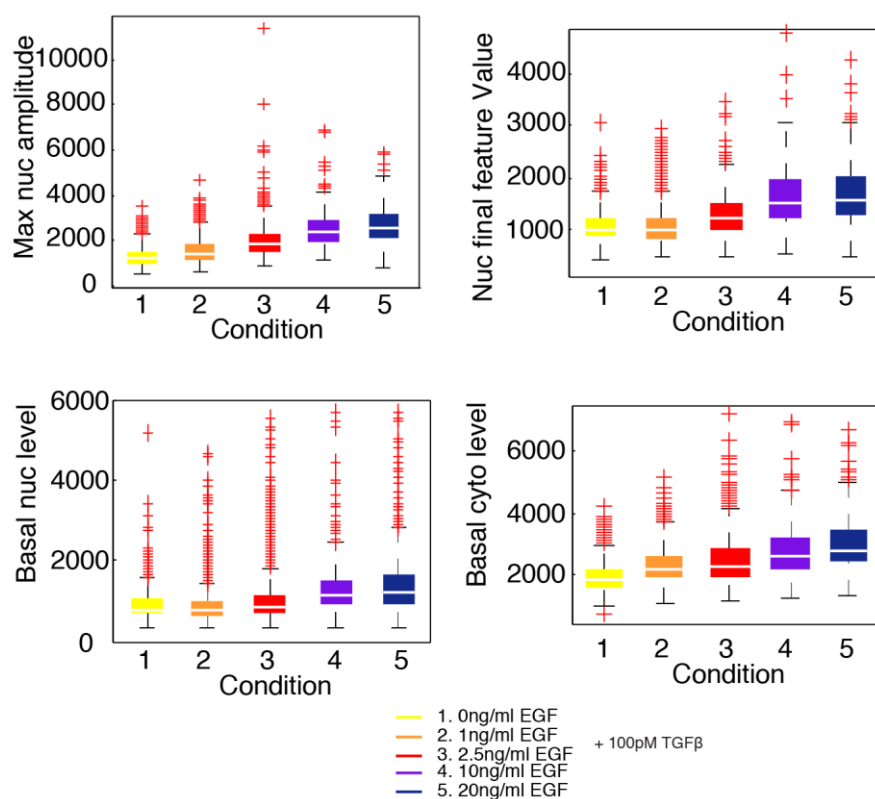 Max nuc amplitude
10000
8000
6000
4000
2000
0
1 2 3 4 5
Condition
Nuc final feature Value
4000
3000
2000
1000
1 2 3 4 5
Condition
Basal nuc level
6000
4000
2000
0
1 2 3 4 5
Condition
Basal cyto level
6000
4000
2000
1 2 3 4 5
Condition
1. 0ng/ml EGF
2. 1ng/ml EGF
3. 2.5ng/ml EGF
4. 10ng/ml EGF
5. 20ng/ml EGF
+ 100pM TGFβ